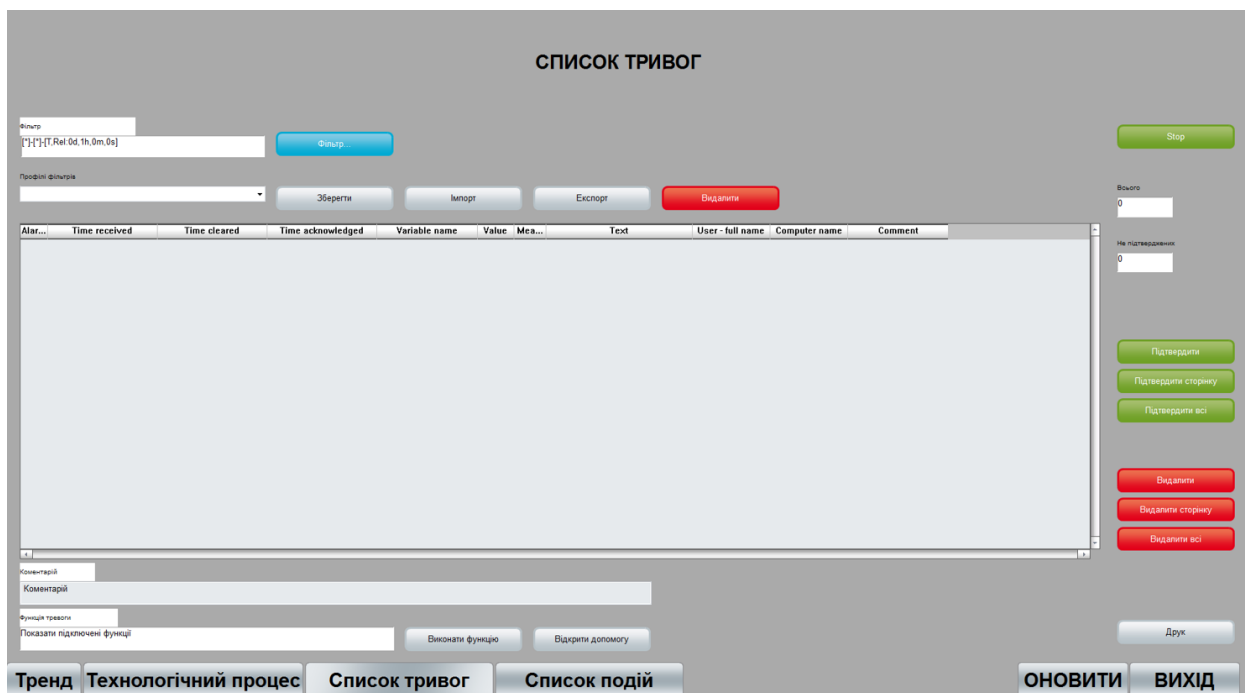 СПИСОК ТРИВОГ
Фільтр
[*]-[*]-[T,Rel:0d,1h,0m,0s]
Фільтр...
Stop
Профілі фільтрів
Зберегти
Імпорт
Експорт
Видалити
Всього
0
Alar... Time received Time cleared Time acknowledged Variable name Value Mea... Text User - full name Computer name Comment
Не підтверджених
0
Підтвердити
Підтвердити сторінку
Підтвердити всі
Видалити
Видалити сторінку
Видалити всі
Коментарій
Коментарій
Функція тревоги
Показати підключені функції
Виконати функцію
Відкрити допомогу
Друк
Тренд Технологічний процес Список тривог Список подій ОНОВИТИ ВИХІД